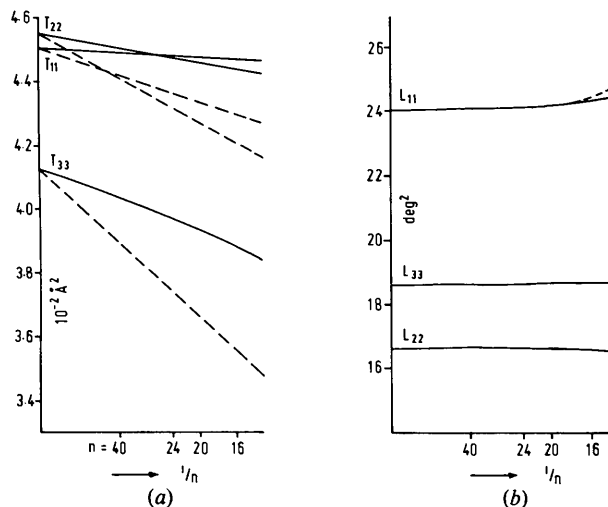 4.6
T22
4.4
T11
4.2
T33
4.0
3.8
10⁻² Å²
3.6
3.4
n = 40 24 20 16
→ 1/n
(a)
26
24
L11
22
deg²
20
18
L33
16
L22
40 24 20 16
→ 1/n
(b)